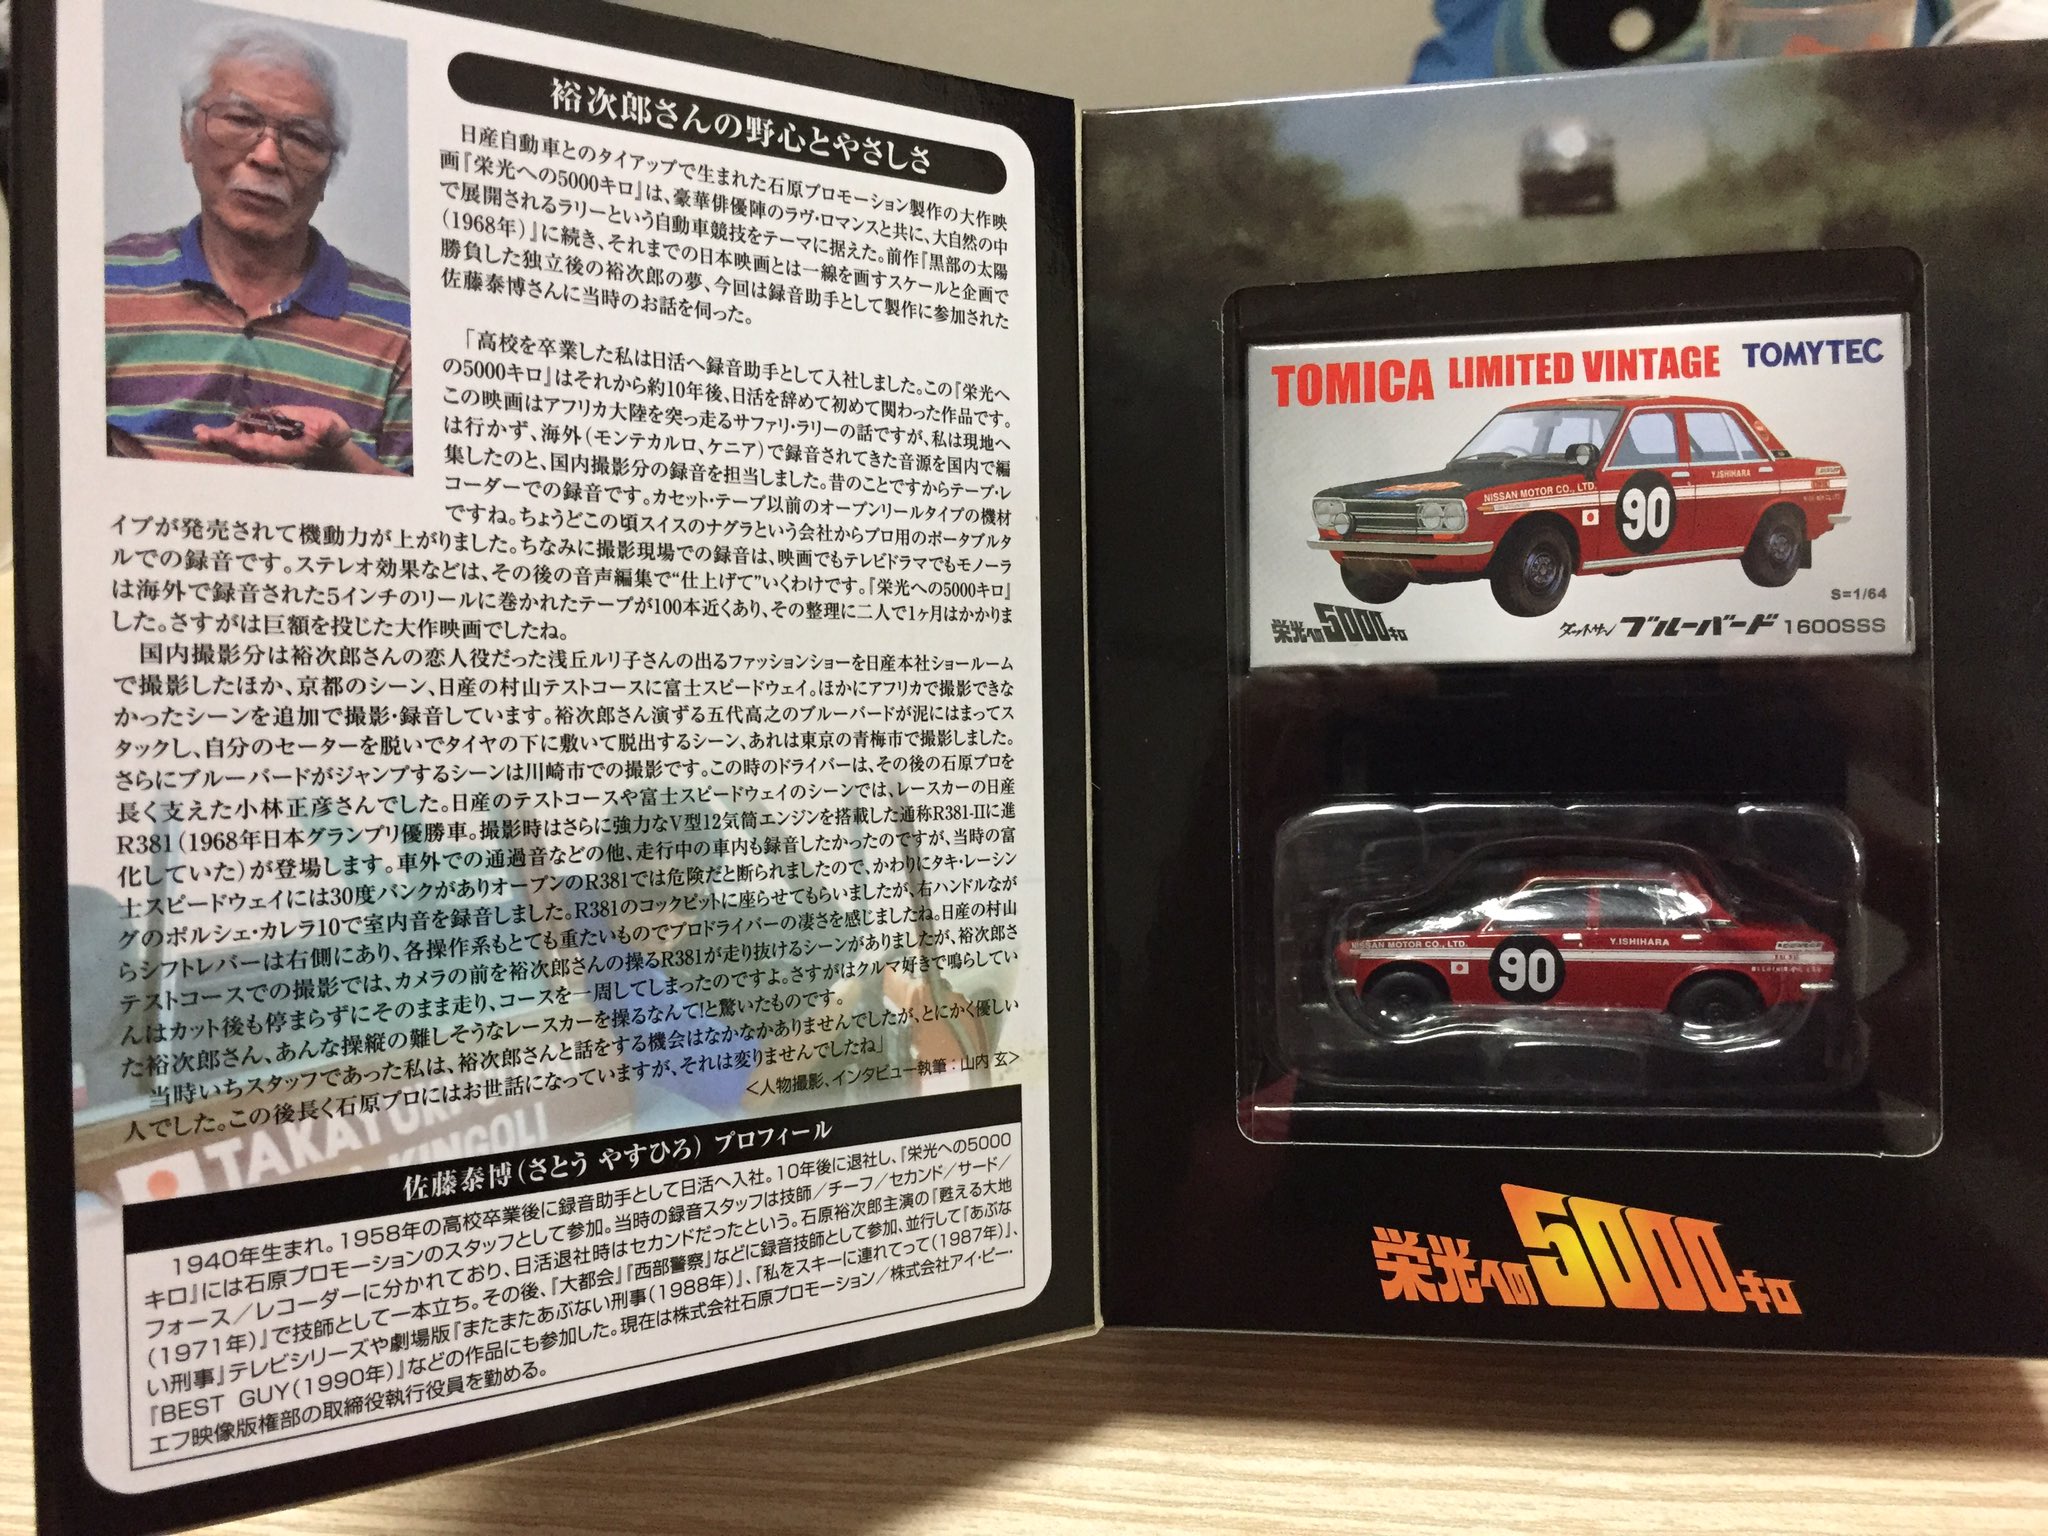 裕次郎さんの野心とやさしさ
日産自動車とのタイアップで生まれた石原プロモーション製作の大作映
画『栄光への5000キロ』は、豪華俳優陣のラヴ・ロマンスと共に、大自然の中
で展開されるラリーという自動車競技をテーマに据えた。前作『黒部の太陽
(1968年)』に続き、それまでの日本映画とは一線を画すスケールと企画で
勝負した独立後の裕次郎の夢、今回は録音助手として製作に参加された
佐藤泰博さんに当時のお話を伺った。
「高校を卒業した私は日活へ録音助手として入社しました。この『栄光へ
の5000キロ』はそれから約10年後、日活を辞めて初めて関わった作品です。
この映画はアフリカ大陸を突っ走るサファリ・ラリーの話ですが、私は現地へ
は行かず、海外(モンテカルロ、ケニア)で録音されてきた音源を国内で編
集したのと、国内撮影分の録音を担当しました。昔のことですからテープ・レ
コーダーでの録音です。カセット・テープ以前のオープンリールタイプの機材
ですね。ちょうどこの頃スイスのナグラという会社からプロ用のポータブルタ
イプが発売されて機動力が上がりました。ちなみに撮影現場での録音は、映画でもテレビドラマでもモノーラ
ルでの録音です。ステレオ効果などは、その後の音声編集で“仕上げて”いくわけです。『栄光への5000キロ』
は海外で録音された5インチのリールに巻かれたテープが100本近くあり、その整理に二人で1ヶ月はかかりま
した。さすがは巨額を投じた大作映画でしたね。
国内撮影分は裕次郎さんの恋人役だった浅丘ルリ子さんの出るファッションショーを日産本社ショールーム
で撮影したほか、京都のシーン、日産の村山テストコースに富士スピードウェイ。ほかにアフリカで撮影できな
かったシーンを追加で撮影・録音しています。裕次郎さん演ずる五代高之のブルーバードが泥にはまってス
タックし、自分のセーターを脱いでタイヤの下に敷いて脱出するシーン、あれは東京の青梅市で撮影しました。
さらにブルーバードがジャンプするシーンは川崎市での撮影です。この時のドライバーは、その後の石原プロを
長く支えた小林正彦さんでした。日産のテストコースや富士スピードウェイのシーンでは、レースカーの日産
R381(1968年日本グランプリ優勝車。撮影時はさらに強力なV型12気筒エンジンを搭載した通称R381-IIに進
化していた)が登場します。車外での通過音などの他、走行中の車内も録音したかったのですが、当時の富
士スピードウェイには30度バンクがありオープンのR381では危険だと断られましたので、かわりにタキ・レーシン
グのポルシェ・カレラ10で室内音を録音しました。R381のコックピットに座らせてもらいましたが、右ハンドルなが
らシフトレバーは右側にあり、各操作系もとても重たいものでプロドライバーの凄さを感じましたね。日産の村山
テストコースでの撮影では、カメラの前を裕次郎さんの操るR381が走り抜けるシーンがありましたが、裕次郎さ
んはカット後も停まらずにそのまま走り、コースを一周してしまったのですよ。さすがはクルマ好きで鳴らしてい
た裕次郎さん、あんな操縦の難しそうなレースカーを操るなんて!と驚いたものです。
当時いちスタッフであった私は、裕次郎さんと話をする機会はなかなかありませんでしたが、とにかく優しい
人でした。この後長く石原プロにはお世話になっていますが、それは変りませんでしたね」
<人物撮影、インタビュー執筆：山内 玄>
佐藤泰博(さとう やすひろ) プロフィール
1940年生まれ。1958年の高校卒業後に録音助手として日活へ入社。10年後に退社し、『栄光への5000
キロ』には石原プロモーションのスタッフとして参加。当時の録音スタッフは技師／チーフ／セカンド／サード／
フォース／レコーダーに分かれており、日活退社時はセカンドだったという。石原裕次郎主演の『甦える大地
(1971年)』で技師として一本立ち。その後、『大都会』『西部警察』などに録音技師として参加、並行して『あぶな
い刑事』テレビシリーズや劇場版『またまたあぶない刑事(1988年)』、『私をスキーに連れてって(1987年)』、
『BEST GUY(1990年)』などの作品にも参加した。現在は株式会社石原プロモーション／株式会社アイ・ピー・
エフ映像版権部の取締役執行役員を勤める。
TOMICA LIMITED VINTAGE TOMYTEC
Y.ISHIHARA
NISSAN MOTOR CO., LTD.
90
S=1/64
栄光への5000キロ
ダットサン ブルーバード 1600SSS
NISSAN MOTOR CO., LTD.
Y.ISHIHARA
90
栄光への5000キロ